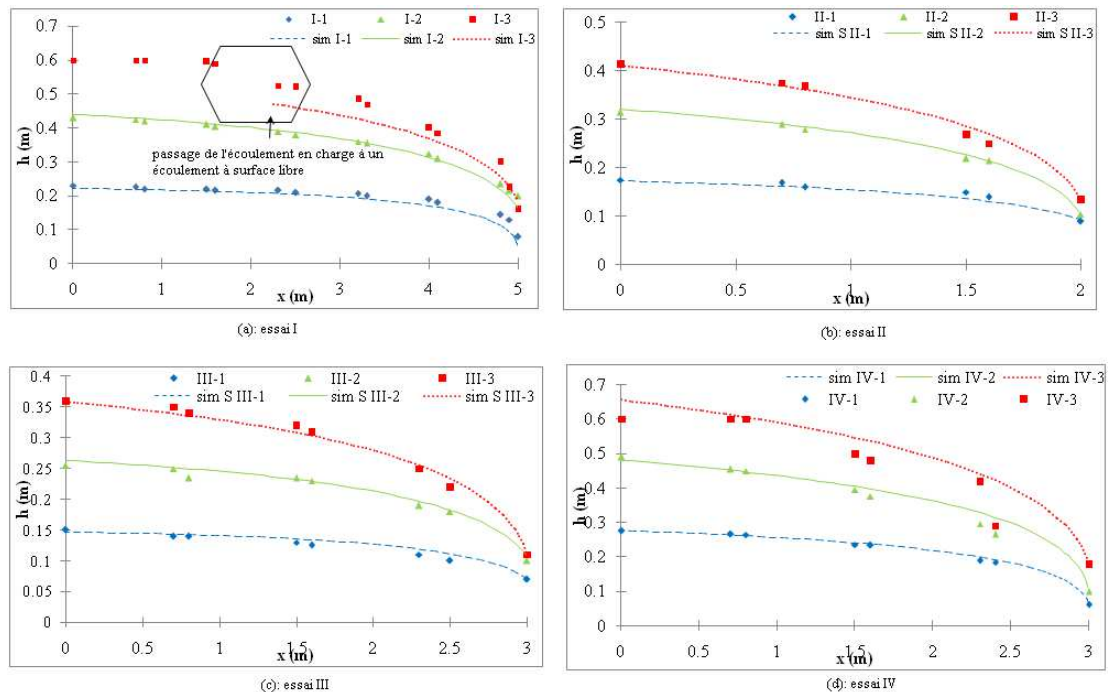 I-1 I-2 I-3
sim I-1 sim I-2 sim I-3
0.7
0.6
0.5
0.4
0.3
0.2
0.1
0
h (m)
passage de l'écoulement en charge à un
écoulement à surface libre
0 1 2 3 4 5
x (m)
(a): essai I
II-1 II-2 II-3
sim S II-1 sim S II-2 sim S II-3
0.5
0.4
0.3
0.2
0.1
0
h (m)
0 0.5 1 1.5 2
x (m)
(b): essai II
III-1 III-2 III-3
sim S III-1 sim S III-2 sim S III-3
0.4
0.35
0.3
0.25
0.2
0.15
0.1
0.05
0
h (m)
0 0.5 1 1.5 2 2.5 3
x (m)
(c): essai III
sim IV-1 sim IV-2 sim IV-3
IV-1 IV-2 IV-3
0.7
0.6
0.5
0.4
0.3
0.2
0.1
0
h (m)
0 0.5 1 1.5 2 2.5 3
x (m)
(d): essai IV